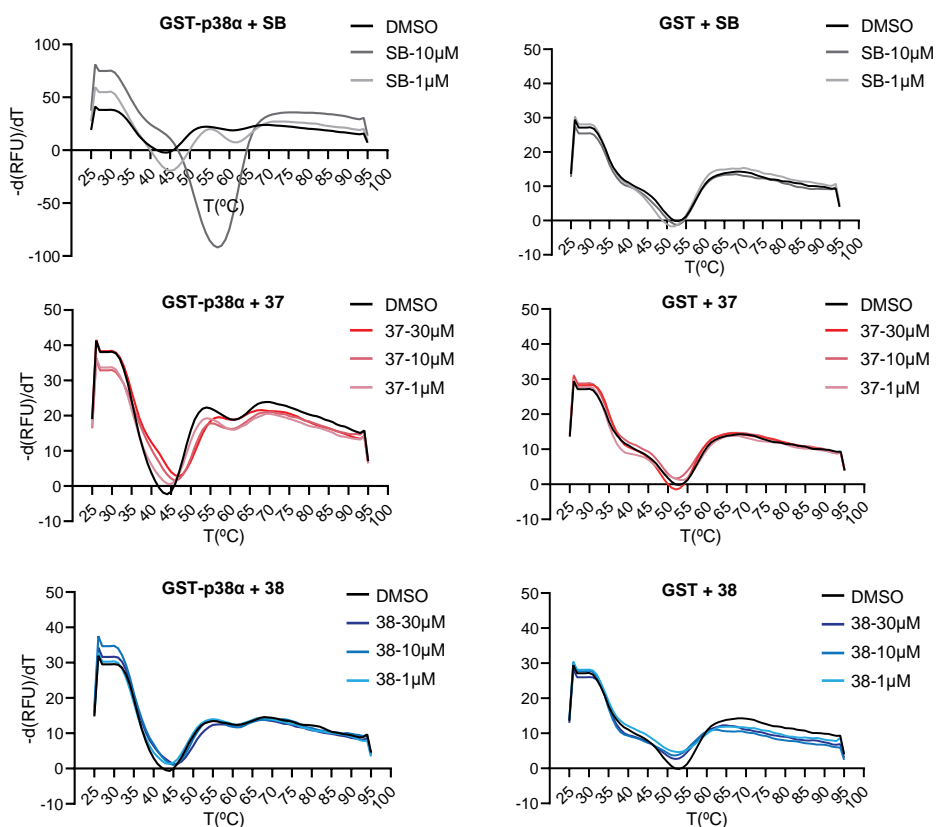 GST-p38α + SB
DMSO
SB-10µM
SB-1µM
-d(RFU)/dT
100
50
0
-50
-100
25 30 35 40 45 50 55 60 65 70 75 80 85 90 95 100
T(ºC)
GST + SB
DMSO
SB-10µM
SB-1µM
50
40
30
20
10
0
-10
25 30 35 40 45 50 55 60 65 70 75 80 85 90 95 100
T(ºC)
GST-p38α + 37
DMSO
37-30µM
37-10µM
37-1µM
-d(RFU)/dT
50
40
30
20
10
0
-10
25 30 35 40 45 50 55 60 65 70 75 80 85 90 95 100
T(ºC)
GST + 37
DMSO
37-30µM
37-10µM
37-1µM
50
40
30
20
10
0
-10
25 30 35 40 45 50 55 60 65 70 75 80 85 90 95 100
T(ºC)
GST-p38α + 38
DMSO
38-30µM
38-10µM
38-1µM
-d(RFU)/dT
50
40
30
20
10
0
-10
25 30 35 40 45 50 55 60 65 70 75 80 85 90 95 100
T(ºC)
GST + 38
DMSO
38-30µM
38-10µM
38-1µM
50
40
30
20
10
0
-10
25 30 35 40 45 50 55 60 65 70 75 80 85 90 95 100
T(ºC)